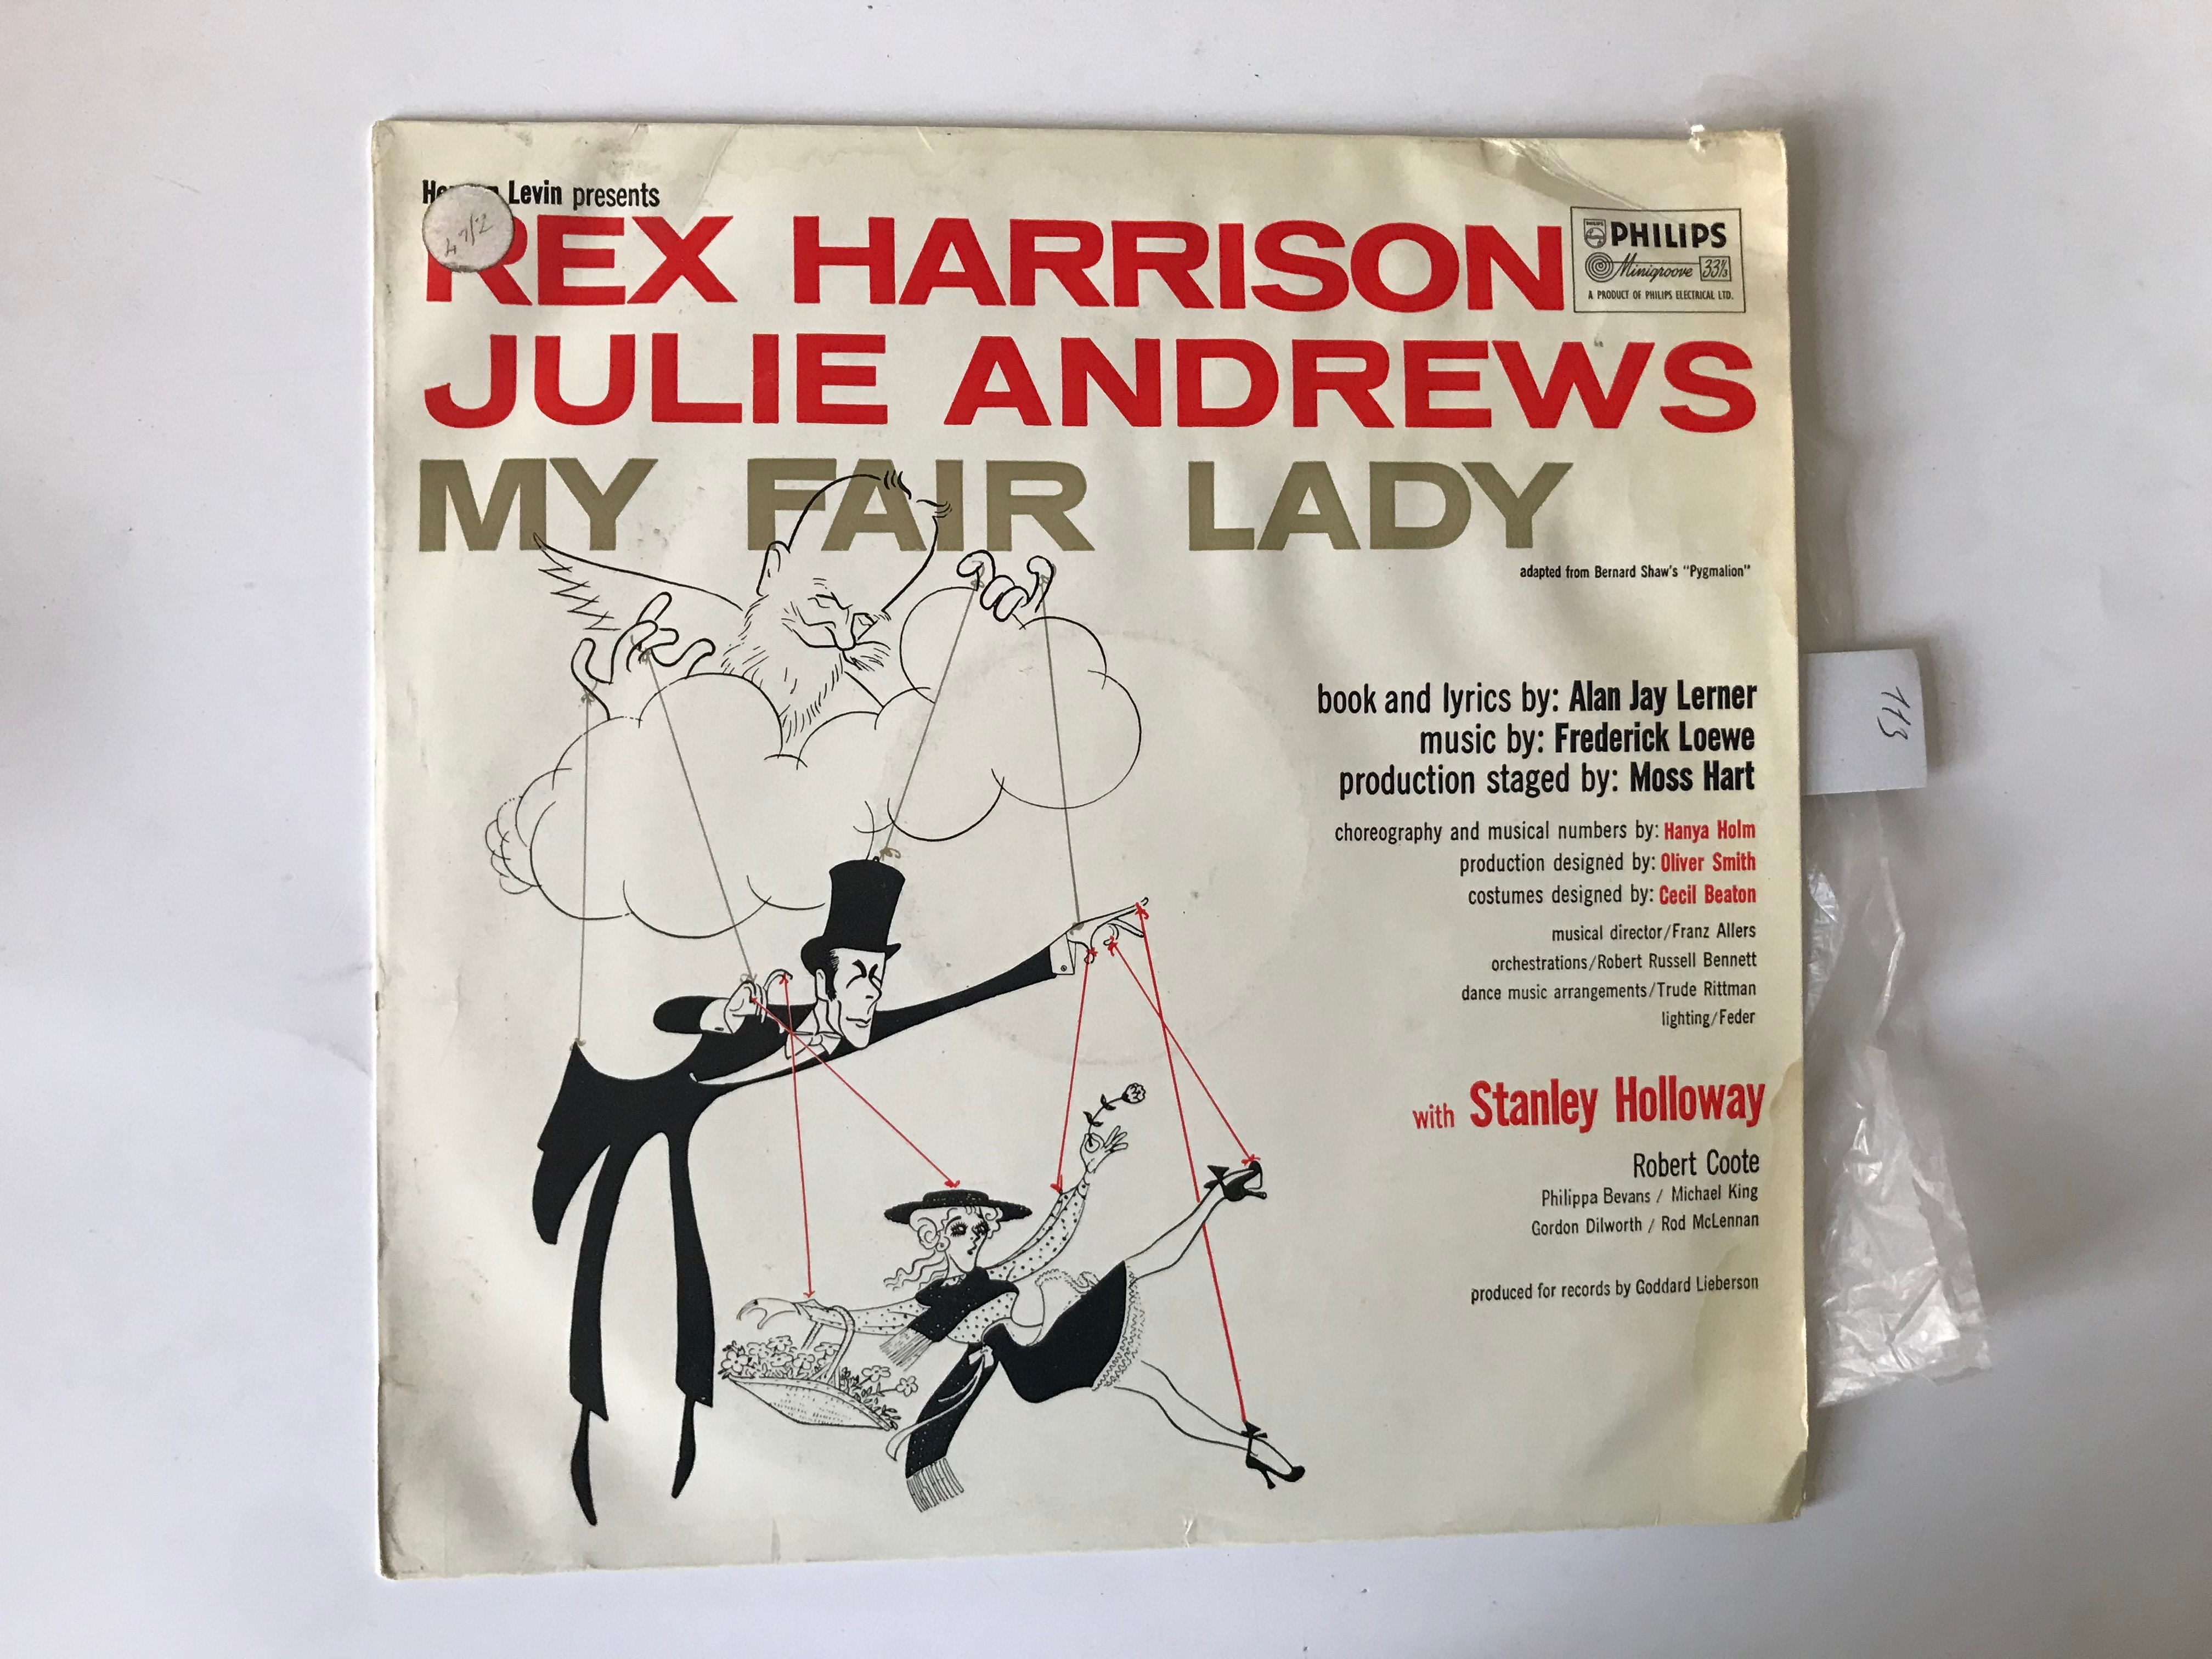 Levin presents
REX HARRISON
PHILIPS
PHILIPS
Minigroove 33⅓
A PRODUCT OF PHILIPS ELECTRICAL LTD.
JULIE ANDREWS
MY FAIR LADY
adapted from Bernard Shaw's "Pygmalion"
book and lyrics by: Alan Jay Lerner
music by: Frederick Loewe
production staged by: Moss Hart
choreography and musical numbers by: Hanya Holm
production designed by: Oliver Smith
costumes designed by: Cecil Beaton
musical director/Franz Allers
orchestrations/Robert Russell Bennett
dance music arrangements/Trude Rittman
lighting/Feder
with Stanley Holloway
Robert Coote
Philippa Bevans / Michael King
Gordon Dilworth / Rod McLennan
produced for records by Goddard Lieberson
113